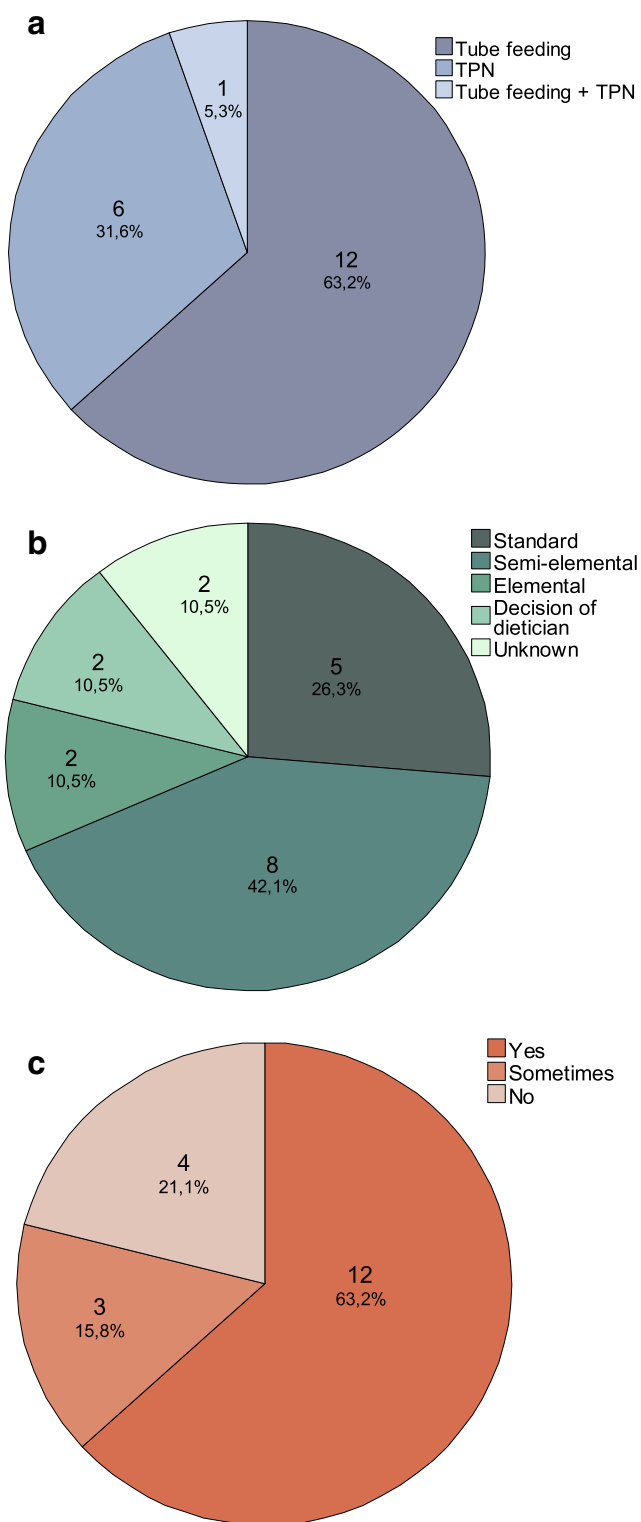 a
Tube feeding
TPN
Tube feeding + TPN
1
5,3%
6
31,6%
12
63,2%
b
Standard
Semi-elemental
Elemental
Decision of
dietician
Unknown
2
10,5%
5
26,3%
2
10,5%
2
10,5%
8
42,1%
c
Yes
Sometimes
No
4
21,1%
12
63,2%
3
15,8%